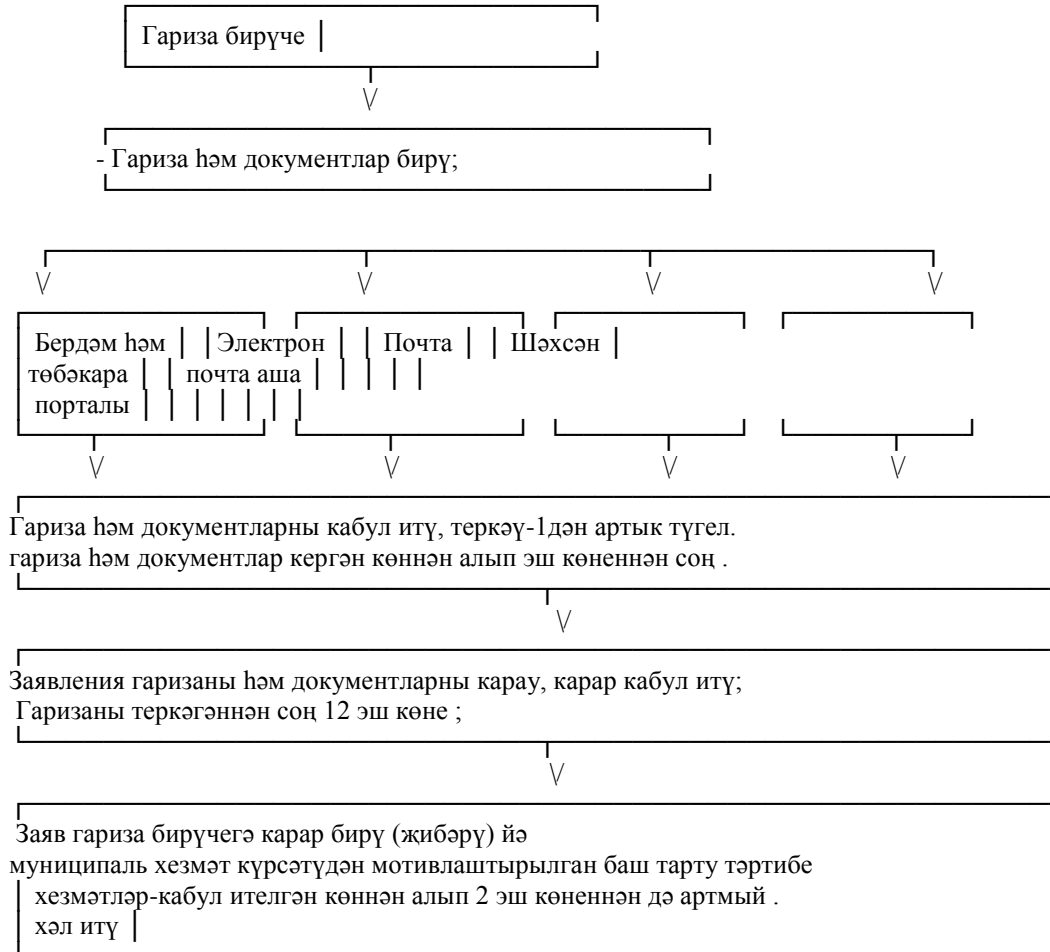 Гариза бирүче │
- Гариза һәм документлар бирү;
Бердәм һәм │ │Электрон │ │ Почта │ │ Шәхсән │
төбәкара │ │ почта аша │ │ │ │ │
порталы │ │ │ │ │ │ │
Гариза һәм документларны кабул итү, теркәү-1дән артык түгел.
гариза һәм документлар кергән көннән алып эш көненнән соң .
Заявления гаризаны һәм документларны карау, карар кабул итү;
Гаризаны теркәгәннән соң 12 эш көне ;
Заяв гариза бирүчегә карар бирү (җибәрү) йә
муниципаль хезмәт күрсәтүдән мотивлаштырылган баш тарту тәртибе
│ хезмәтләр-кабул ителгән көннән алып 2 эш көненнән дә артмый .
│ хәл итү │